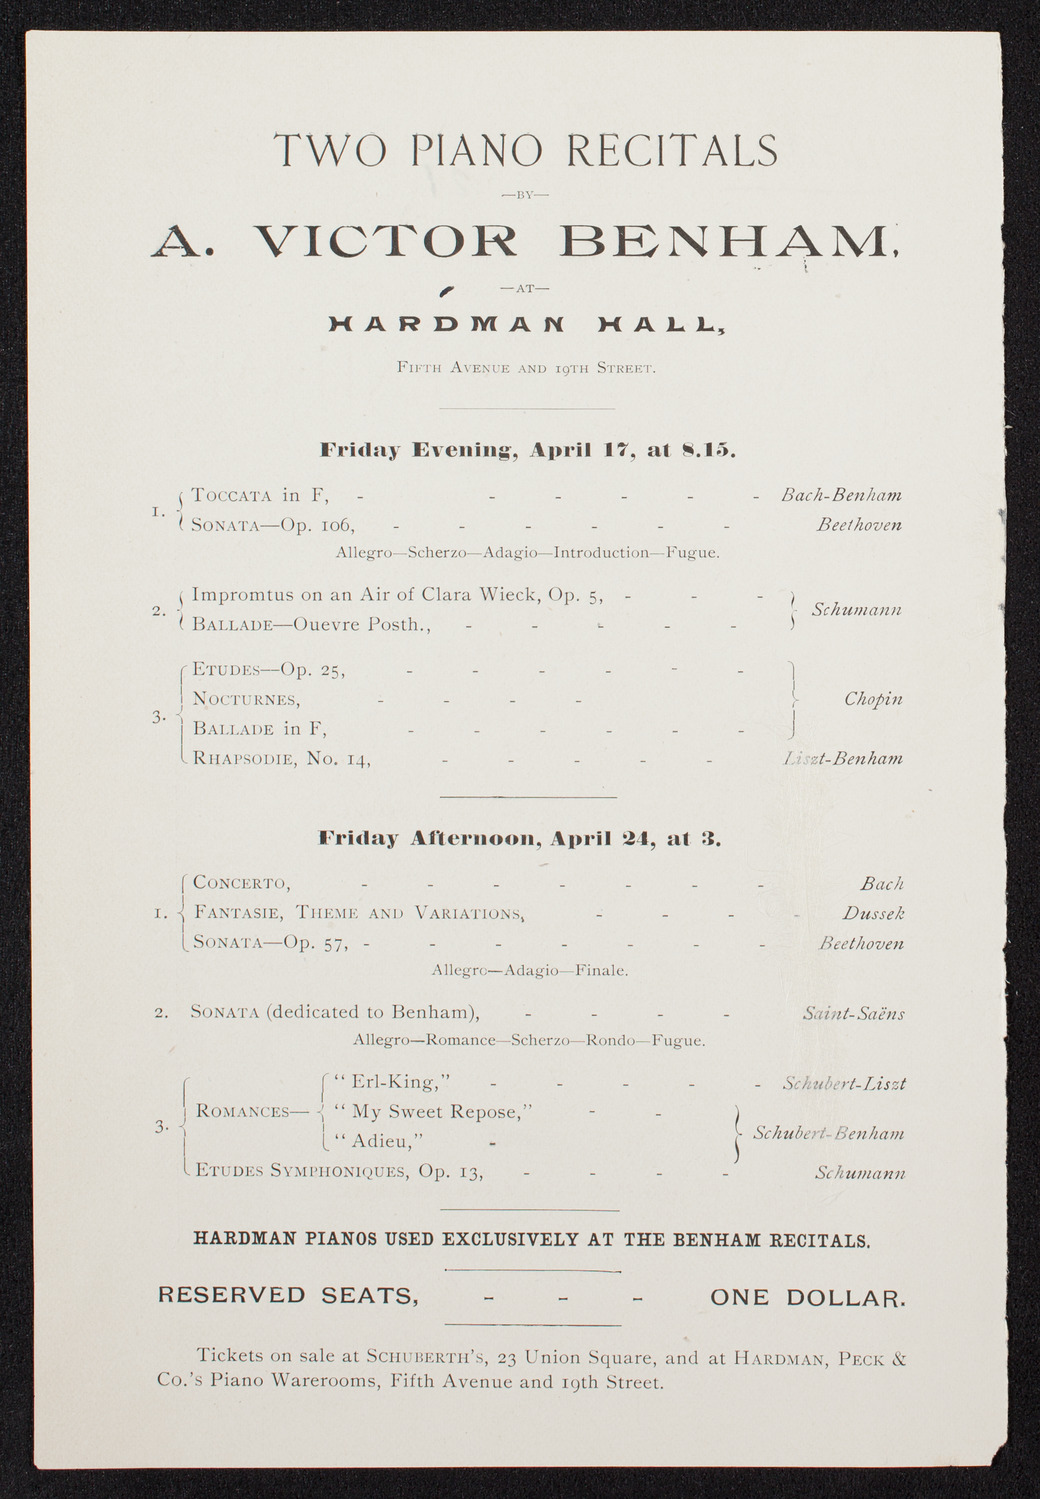 TWO PIANO RECITALS
—BY—
A. VICTOR BENHAM,
—AT—
HARDMAN HALL,
FIFTH AVENUE AND 19TH STREET.
Friday Evening, April 17, at 8.15.
1. { TOCCATA in F, - - - - - - Bach-Benham
SONATA—Op. 106, - - - - - - Beethoven
Allegro—Scherzo—Adagio—Introduction—Fugue.
2. { Impromtus on an Air of Clara Wieck, Op. 5, - - - } Schumann
BALLADE—Ouevre Posth., - - - - -
3. { ETUDES—Op. 25, - - - - - -
NOCTURNES, - - - - } Chopin
BALLADE in F, - - - - - -
RHAPSODIE, No. 14, - - - - - Liszt-Benham
Friday Afternoon, April 24, at 3.
1. { CONCERTO, - - - - - - - Bach
FANTASIE, THEME AND VARIATIONS, - - - - Dussek
SONATA—Op. 57, - - - - - - - Beethoven
Allegro—Adagio—Finale.
2. SONATA (dedicated to Benham), - - - - Saint-Saëns
Allegro—Romance—Scherzo—Rondo—Fugue.
3. { ROMANCES— { "Erl-King," - - - - - Schubert-Liszt
"My Sweet Repose," - - } Schubert-Benham
"Adieu," -
ETUDES SYMPHONIQUES, Op. 13, - - - - Schumann
HARDMAN PIANOS USED EXCLUSIVELY AT THE BENHAM RECITALS.
RESERVED SEATS, - - - ONE DOLLAR.
Tickets on sale at SCHUBERTH'S, 23 Union Square, and at HARDMAN, PECK &
Co.'s Piano Warerooms, Fifth Avenue and 19th Street.